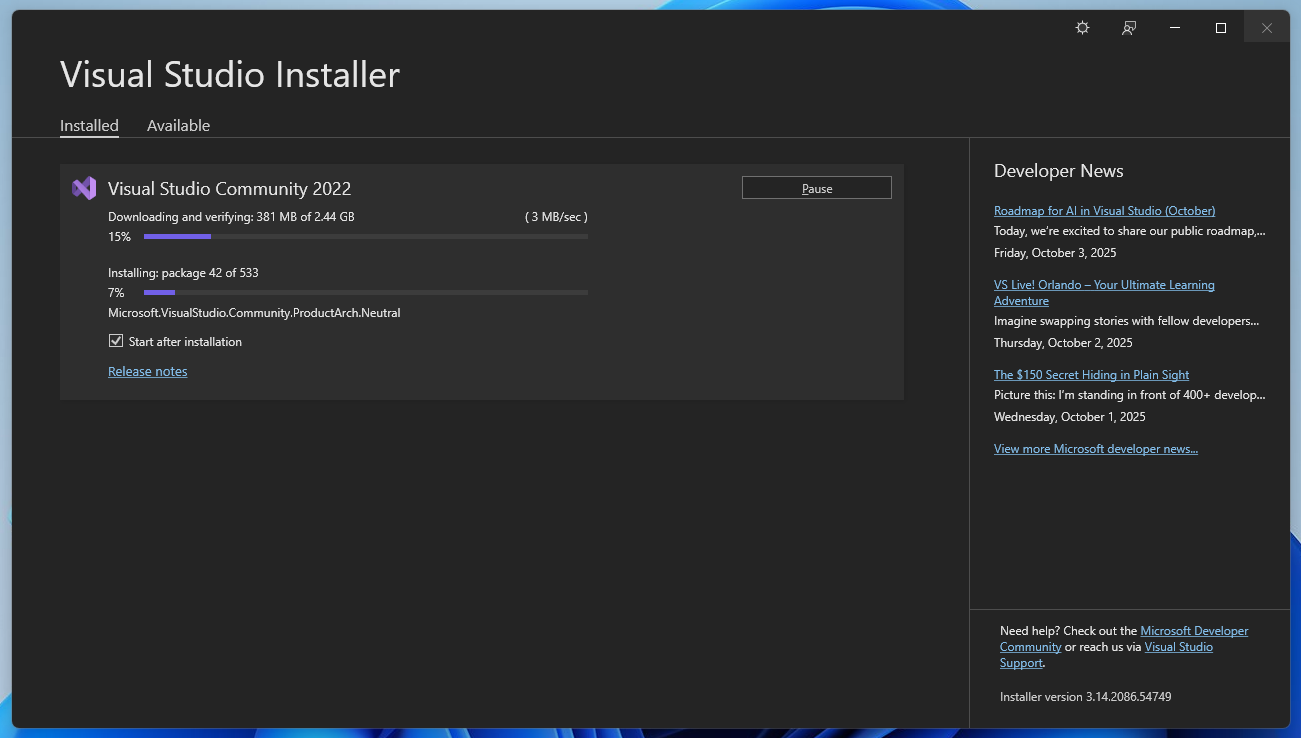 Visual Studio Installer
Installed
Available
Visual Studio Community 2022
Pause
Downloading and verifying: 381 MB of 2.44 GB
( 3 MB/sec )
15%
Installing: package 42 of 533
7%
Microsoft.VisualStudio.Community.ProductArch.Neutral
Start after installation
Release notes
Developer News
Roadmap for AI in Visual Studio (October)
Today, we're excited to share our public roadmap,...
Friday, October 3, 2025
VS Live! Orlando – Your Ultimate Learning
Adventure
Imagine swapping stories with fellow developers...
Thursday, October 2, 2025
The $150 Secret Hiding in Plain Sight
Picture this: I'm standing in front of 400+ develop...
Wednesday, October 1, 2025
View more Microsoft developer news...
Need help? Check out the Microsoft Developer
Community or reach us via Visual Studio
Support.
Installer version 3.14.2086.54749